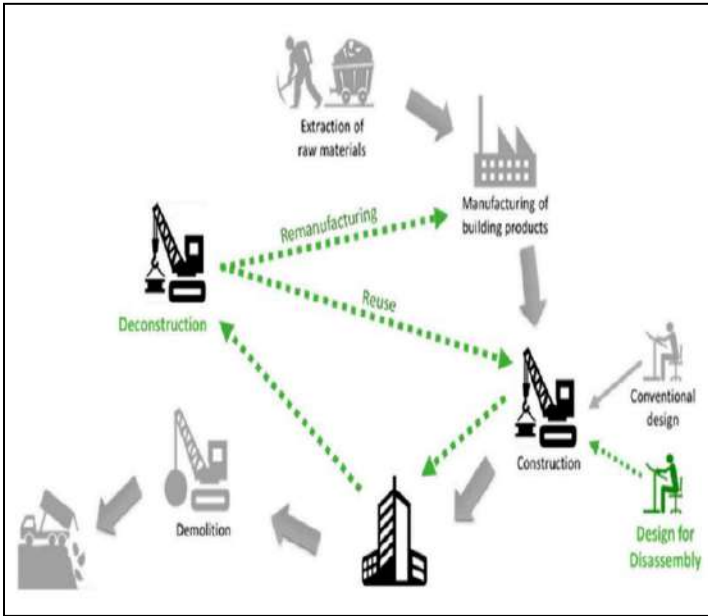 Extraction of
raw materials
Manufacturing of
building products
Remanufacturing
Reuse
Deconstruction
Conventional
design
Construction
Demolition
Design for
Disassembly